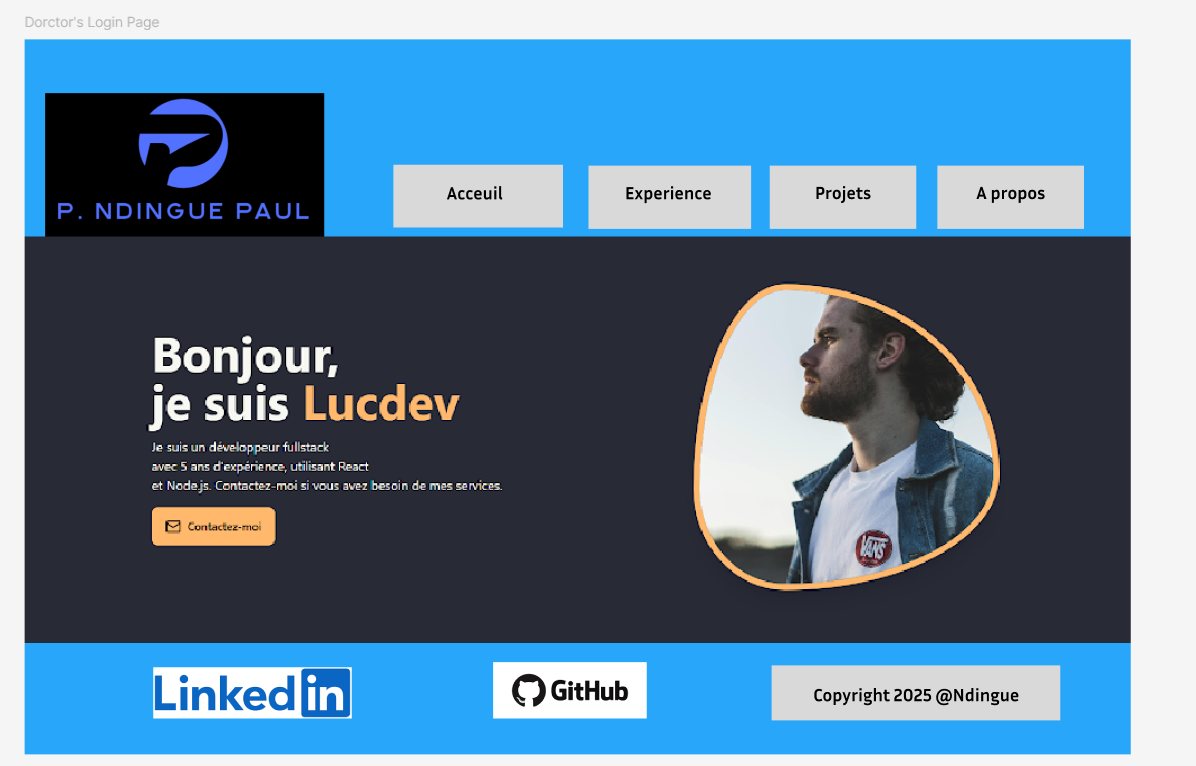 Dorctor's Login Page
P. NDINGUE PAUL
Acceuil
Experience
Projets
A propos
Bonjour,
je suis Lucdev
Je suis un développeur fullstack
avec 5 ans d'expérience, utilisant React
et Node.js. Contactez-moi si vous avez besoin de mes services.
Contactez-moi
VANS
LinkedIn
GitHub
Copyright 2025 @Ndingue